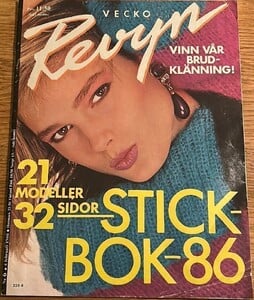 VECKO
Revyn
VINN VÅR
BRUD-
KLÄNNING!
21
MODELLER
32 SIDOR
STICK-
BOK-86